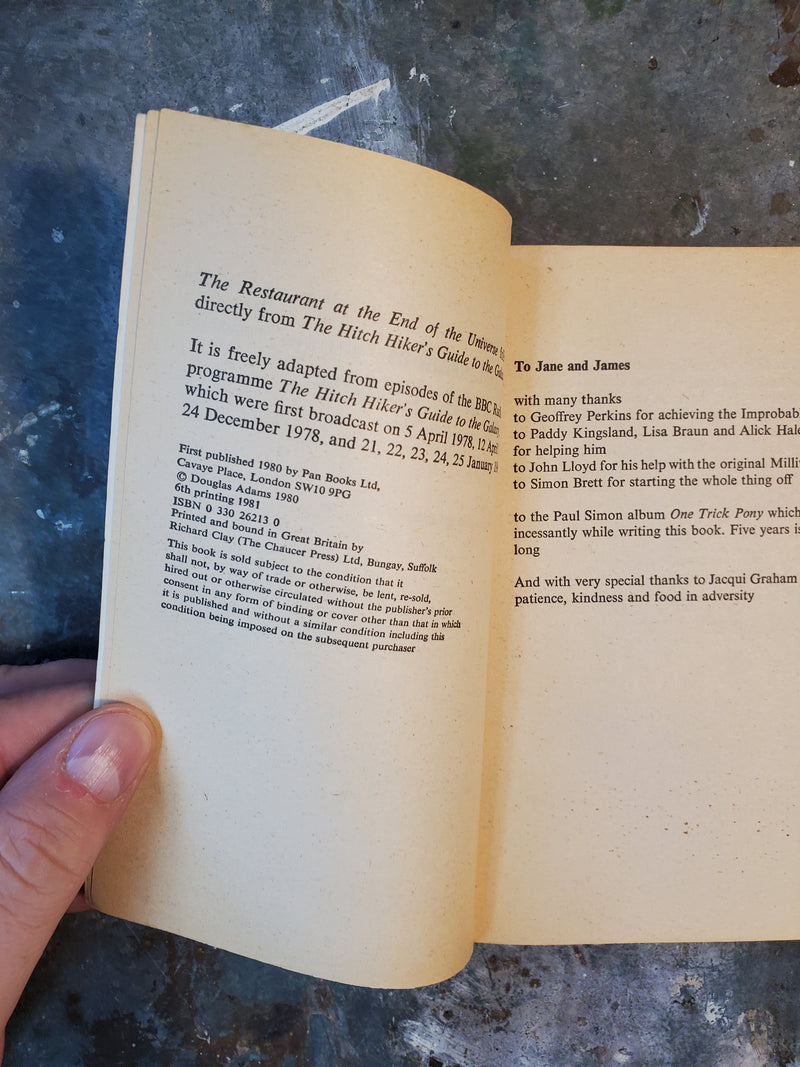 The Restaurant at the End of the Universe
directly from The Hitch Hiker's Guide to the
It is freely adapted from episodes of the BBC
programme The Hitch Hiker's Guide to the Galaxy
which were first broadcast on 5 April 1978, 12 April
24 December 1978, and 21, 22, 23, 24, 25 January
First published 1980 by Pan Books Ltd,
Cavaye Place, London SW10 9PG
© Douglas Adams 1980
6th printing 1981
ISBN 0 330 26213 0
Printed and bound in Great Britain by
Richard Clay (The Chaucer Press) Ltd, Bungay, Suffolk
This book is sold subject to the condition that it
shall not, by way of trade or otherwise, be lent, re-sold,
hired out or otherwise circulated without the publisher's prior
consent in any form of binding or cover other than that in which
it is published and without a similar condition including this
condition being imposed on the subsequent purchaser
To Jane and James
with many thanks
to Geoffrey Perkins for achieving the
to Paddy Kingsland, Lisa Braun and Alick
for helping him
to John Lloyd for his help with the original
to Simon Brett for starting the whole thing off
to the Paul Simon album One Trick Pony which
incessantly while writing this book. Five years is
long
And with very special thanks to Jacqui Graham
patience, kindness and food in adversity